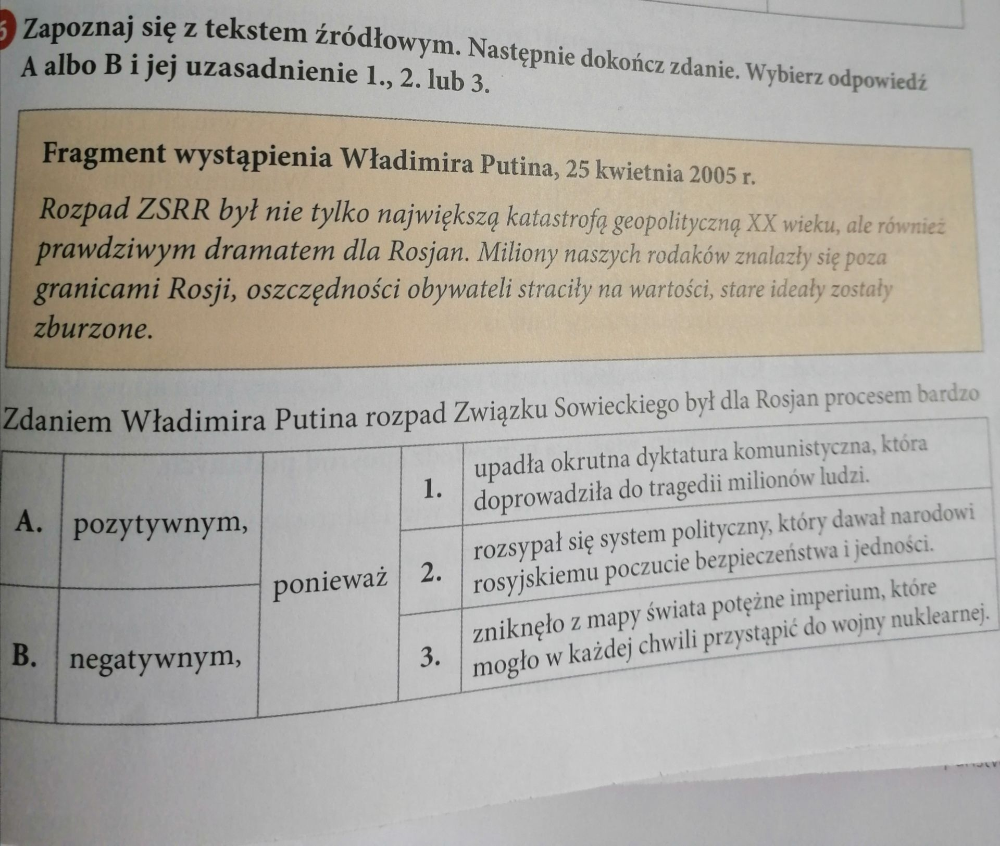 6 Zapoznaj się z tekstem źródłowym. Następnie dokończ zdanie. Wybierz odpowiedź
A albo B i jej uzasadnienie 1., 2. lub 3.
Fragment wystąpienia Władimira Putina, 25 kwietnia 2005 r.
Rozpad ZSRR był nie tylko największą katastrofą geopolityczną XX wieku, ale również
prawdziwym dramatem dla Rosjan. Miliony naszych rodaków znalazły się poza
granicami Rosji, oszczędności obywateli straciły na wartości, stare ideały zostały
zburzone.
Zdaniem Władimira Putina rozpad Związku Sowieckiego był dla Rosjan procesem bardzo
A. pozytywnym,
B. negatywnym,
ponieważ
1. upadła okrutna dyktatura komunistyczna, która
doprowadziła do tragedii milionów ludzi.
2. rozsypał się system polityczny, który dawał narodowi
rosyjskiemu poczucie bezpieczeństwa i jedności.
3. zniknęło z mapy świata potężne imperium, które
mogło w każdej chwili przystąpić do wojny nuklearnej.